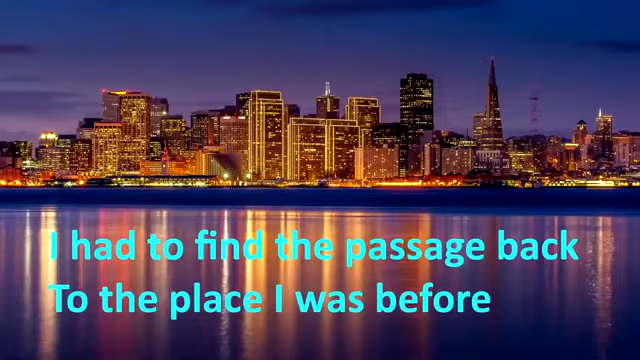 I had to find the passage back
To the place I was before